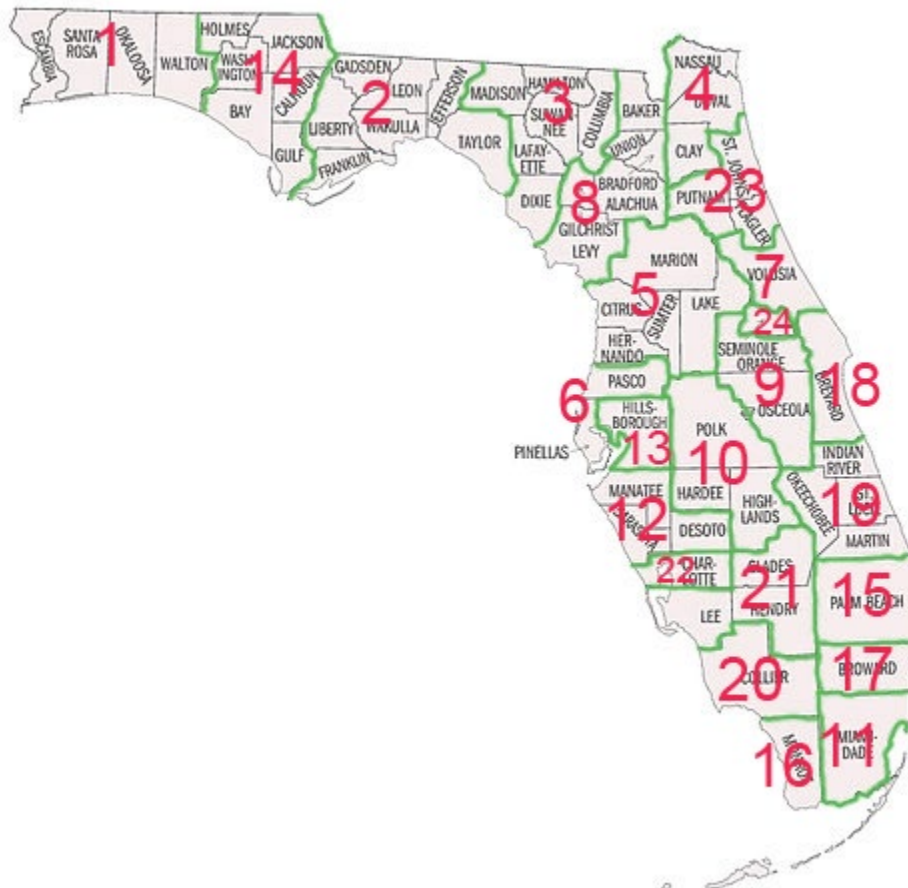 HOLMES
ESCAMBIA
SANTA
ROSA
1
OKALOOSA
WALTON
JACKSON
WASH
INGTON
14
CALHOUN
BAY
GULF
GADSDEN
2
LEON
JEFFERSON
LIBERTY
WAKULLA
FRANKLIN
MADISON
HAMILTON
3
SUWAN
NEE
COLUMBIA
TAYLOR
LAFAY-
ETTE
DIXIE
NASSAU
4
DUVAL
BAKER
UNION
CLAY
ST. JOHNS
BRADFORD
8
ALACHUA
PUTNAM
23
FLAGLER
GILCHRIST
LEVY
MARION
7
VOLUSIA
5
CITRUS
SUMTER
LAKE
24
HER-
NANDO
SEMINOLE
ORANGE
PASCO
9
18
BREVARD
6
HILLS-
BOROUGH
OSCEOLA
POLK
PINELLAS
13
10
INDIAN
RIVER
MANATEE
HARDEE
HIGH-
LANDS
OKEECHOBEE
19
ST.
LUCIE
12
SARASOTA
DESOTO
MARTIN
22
CHAR-
LOTTE
GLADES
21
15
PALM BEACH
LEE
HENDRY
20
COLLIER
17
BROWARD
16
MONROE
11
MIAMI-
DADE